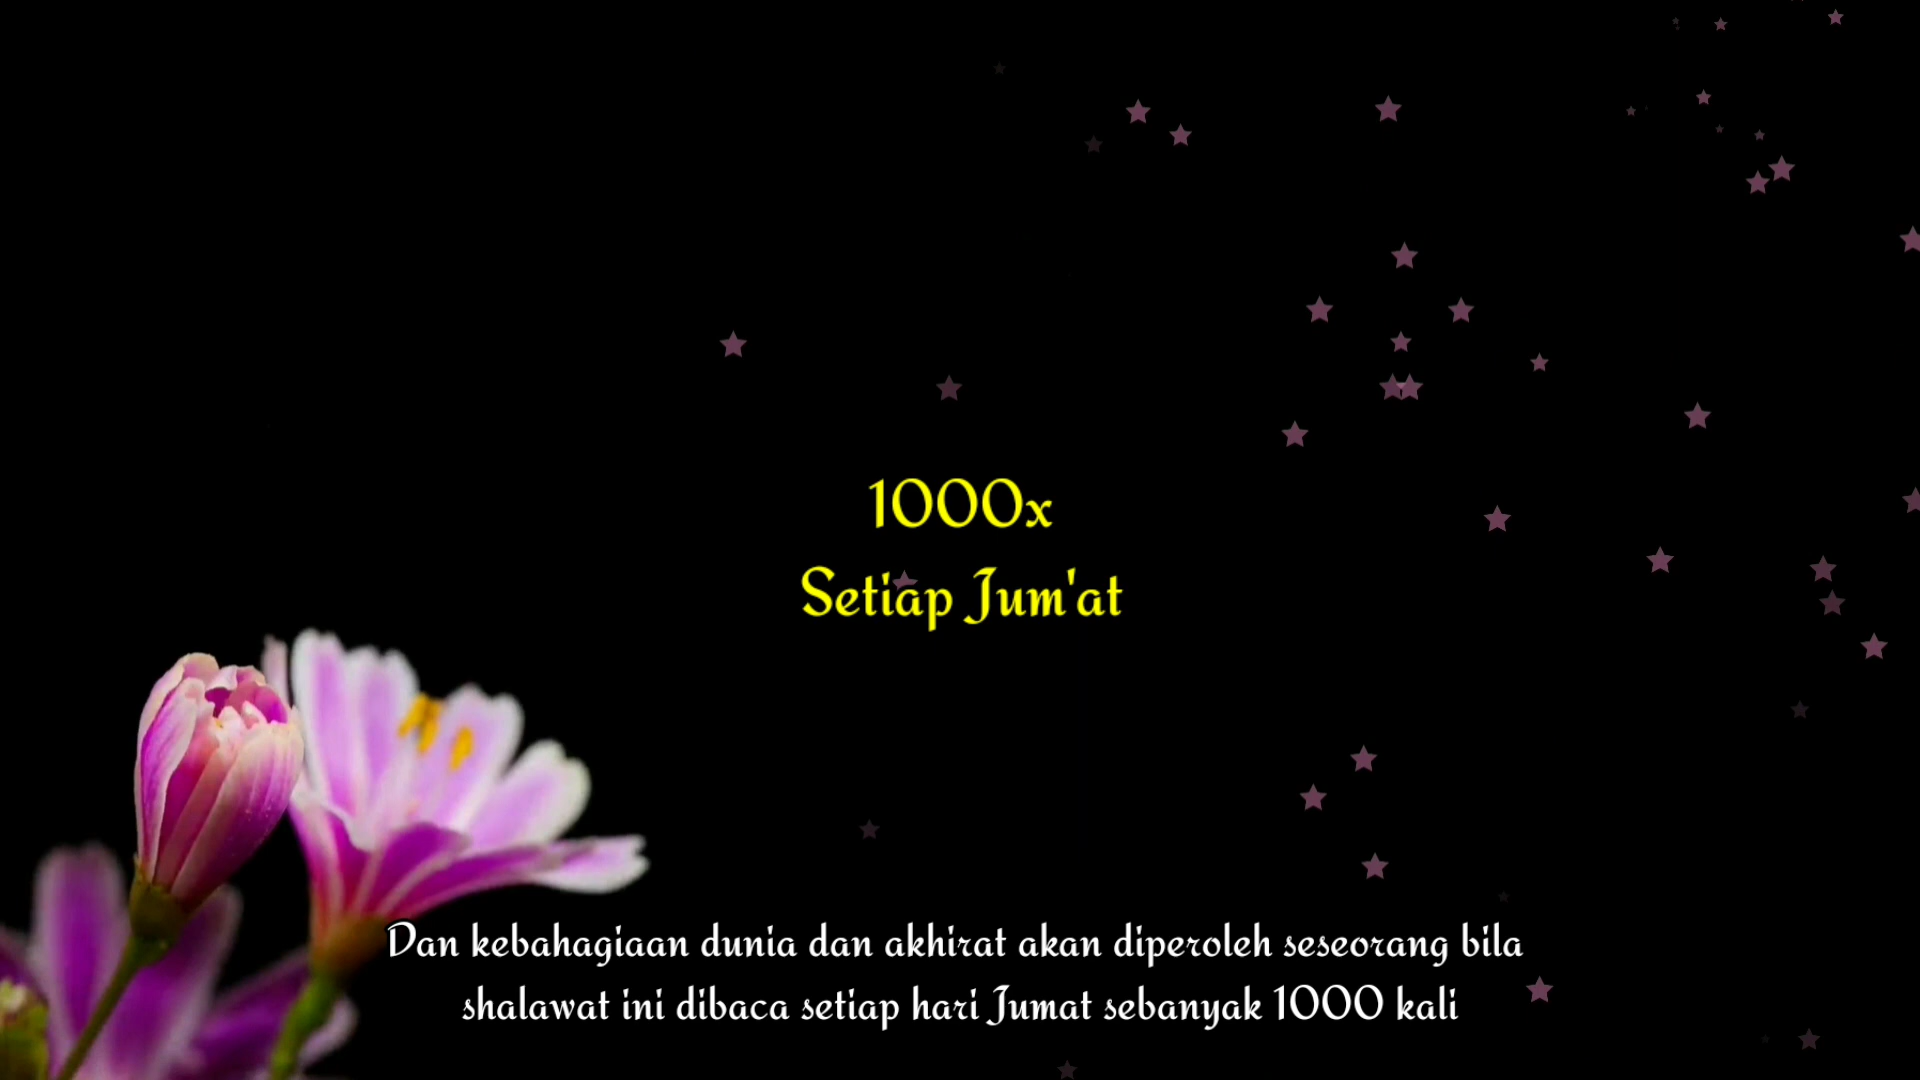 1000x
Setiap Jum'at
Dan kebahagiaan dunia dan akhirat akan diperoleh seseorang bila
shalawat ini dibaca setiap hari Jumat sebanyak 1000 kali